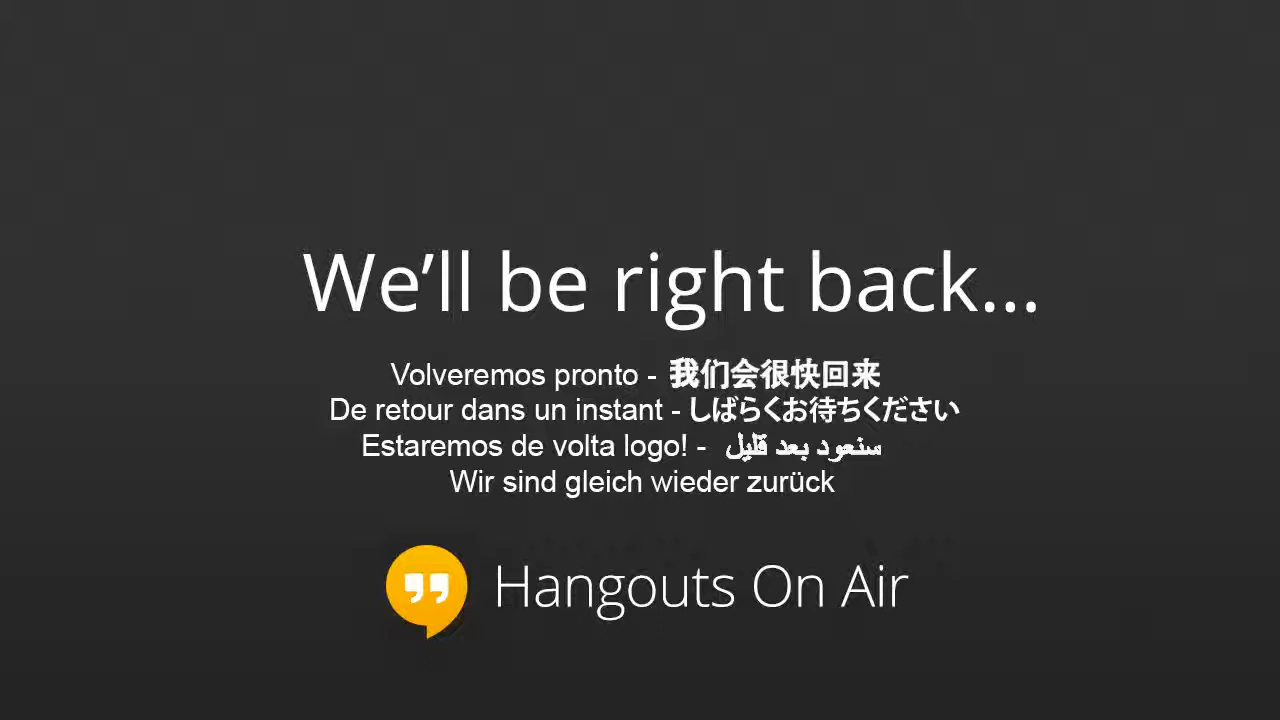 We’ll be right back...
Volveremos pronto - 我们会很快回来
De retour dans un instant - しばらくお待ちください
Estaremos de volta logo! - سنعود بعد قليل
Wir sind gleich wieder zurück
Hangouts On Air